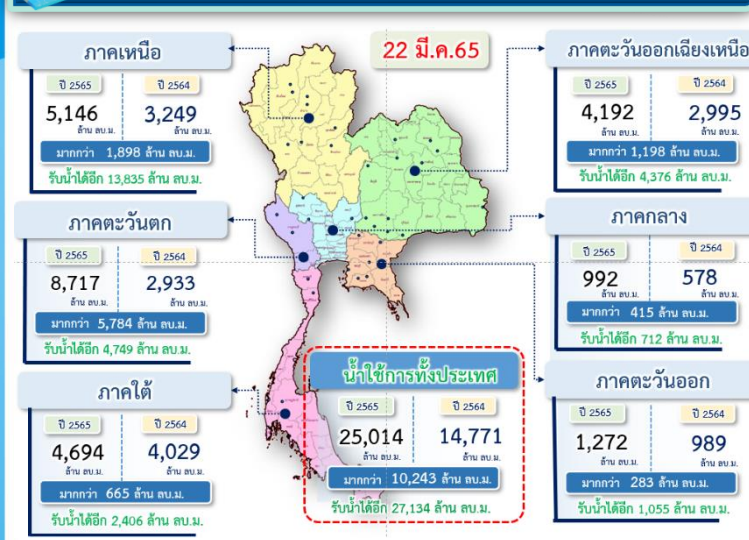 22 มี.ค.65
ภาคเหนือ
ปี 2565 ปี 2564
5,146 3,249
ล้าน ลบ.ม. ล้าน ลบ.ม.
มากกว่า 1,898 ล้าน ลบ.ม.
รับน้ำได้อีก 13,835 ล้าน ลบ.ม.
ภาคตะวันออกเฉียงเหนือ
ปี 2565 ปี 2564
4,192 2,995
ล้าน ลบ.ม. ล้าน ลบ.ม.
มากกว่า 1,198 ล้าน ลบ.ม.
รับน้ำได้อีก 4,376 ล้าน ลบ.ม.
ภาคตะวันตก
ปี 2565 ปี 2564
8,717 2,933
ล้าน ลบ.ม. ล้าน ลบ.ม.
มากกว่า 5,784 ล้าน ลบ.ม.
รับน้ำได้อีก 4,749 ล้าน ลบ.ม.
ภาคกลาง
ปี 2565 ปี 2564
992 578
ล้าน ลบ.ม. ล้าน ลบ.ม.
มากกว่า 415 ล้าน ลบ.ม.
รับน้ำได้อีก 712 ล้าน ลบ.ม.
ภาคใต้
ปี 2565 ปี 2564
4,694 4,029
ล้าน ลบ.ม. ล้าน ลบ.ม.
มากกว่า 665 ล้าน ลบ.ม.
รับน้ำได้อีก 2,406 ล้าน ลบ.ม.
น้ำใช้การทั้งประเทศ
ปี 2565 ปี 2564
25,014 14,771
ล้าน ลบ.ม. ล้าน ลบ.ม.
มากกว่า 10,243 ล้าน ลบ.ม.
รับน้ำได้อีก 27,134 ล้าน ลบ.ม.
ภาคตะวันออก
ปี 2565 ปี 2564
1,272 989
ล้าน ลบ.ม. ล้าน ลบ.ม.
มากกว่า 283 ล้าน ลบ.ม.
รับน้ำได้อีก 1,055 ล้าน ลบ.ม.